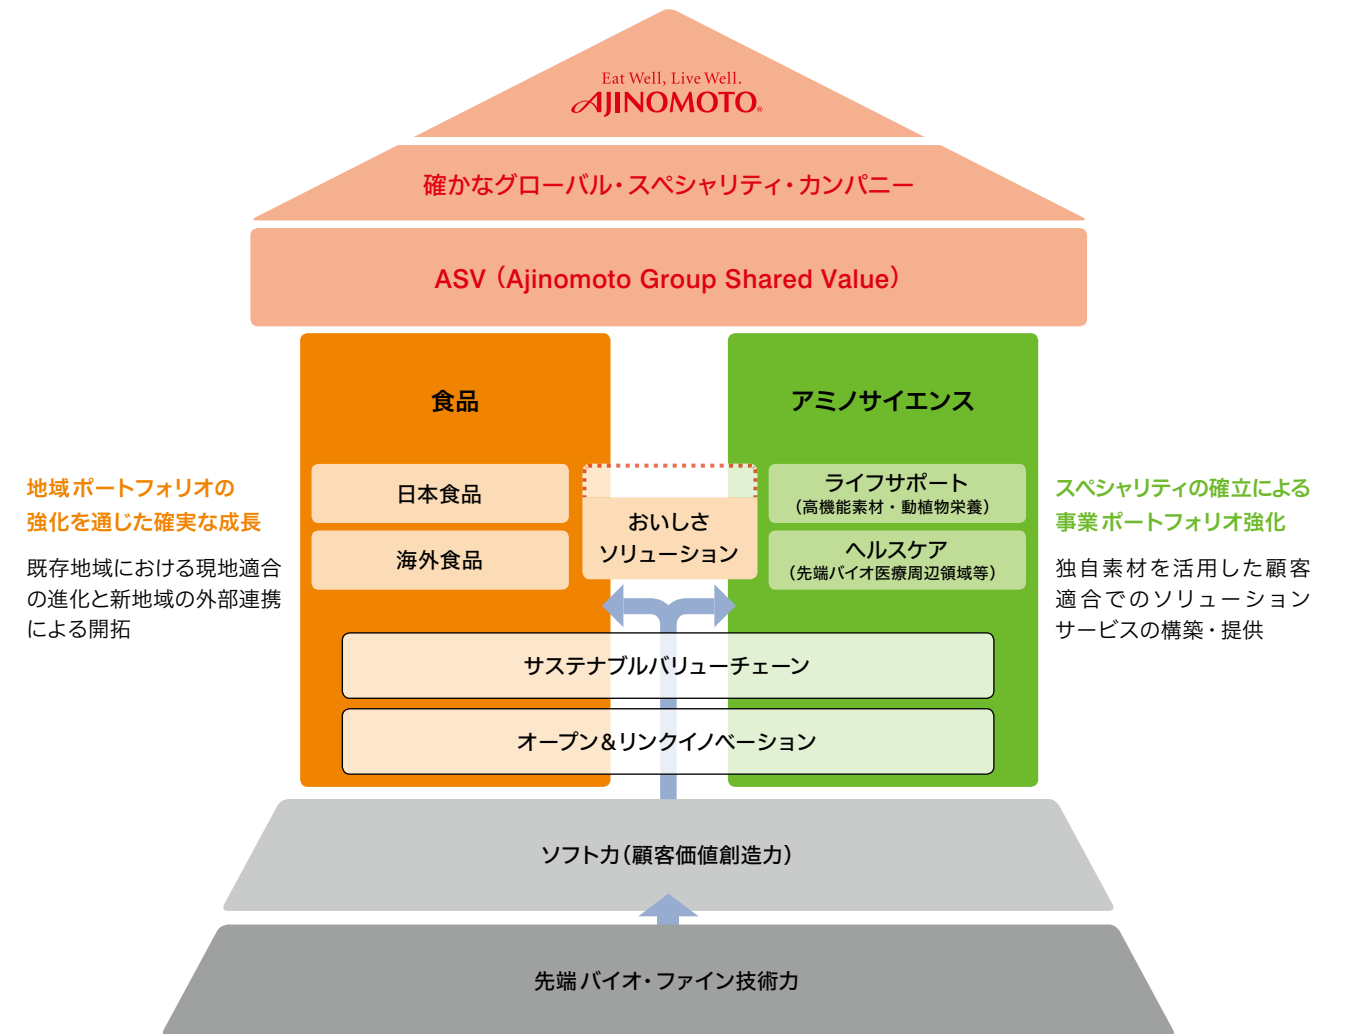 Eat Well, Live Well.
AJINOMOTO®
確かなグローバル・スペシャリティ・カンパニー
ASV（Ajinomoto Group Shared Value）
食品
アミノサイエンス
地域ポートフォリオの
強化を通じた確実な成長
既存地域における現地適合
の進化と新地域の外部連携
による開拓
日本食品
海外食品
おいしさ
ソリューション
ライフサポート
（高機能素材・動植物栄養）
ヘルスケア
（先端バイオ医療周辺領域等）
スペシャリティの確立による
事業ポートフォリオ強化
独自素材を活用した顧客
適合でのソリューション
サービスの構築・提供
サステナブルバリューチェーン
オープン＆リンクイノベーション
ソフト力（顧客価値創造力）
先端バイオ・ファイン技術力